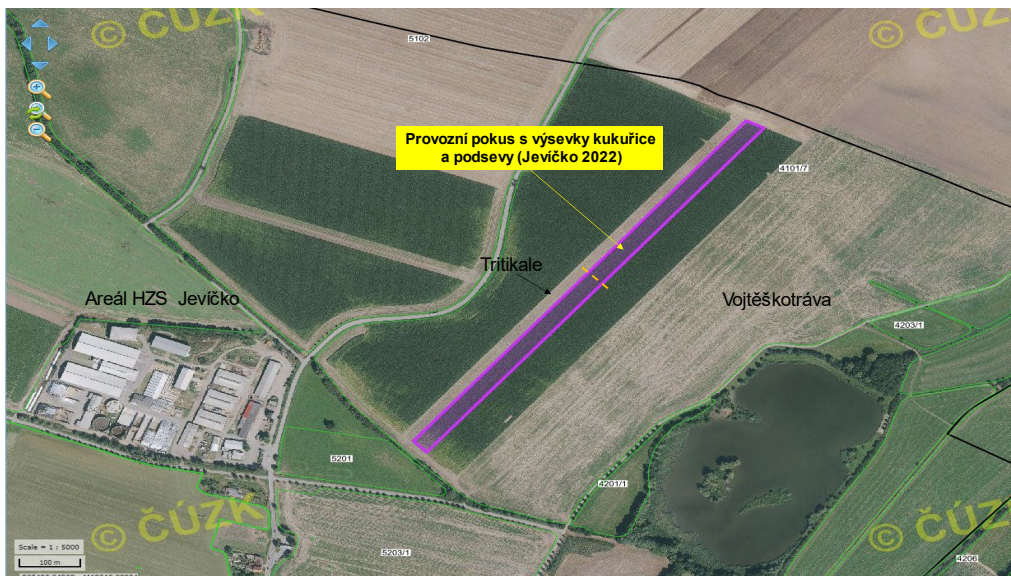 © ČÚZK
© ČÚZK
5102
Provozní pokus s výsevky kukuřice
a podsevy (Jevíčko 2022)
4101/7
Tritikale
Areál HZS Jevíčko
Vojtěškotráva
4203/1
5201
4201/1
© ČÚZK
© ČÚZK
Scale = 1 : 5000
100 m
5203/1
4206